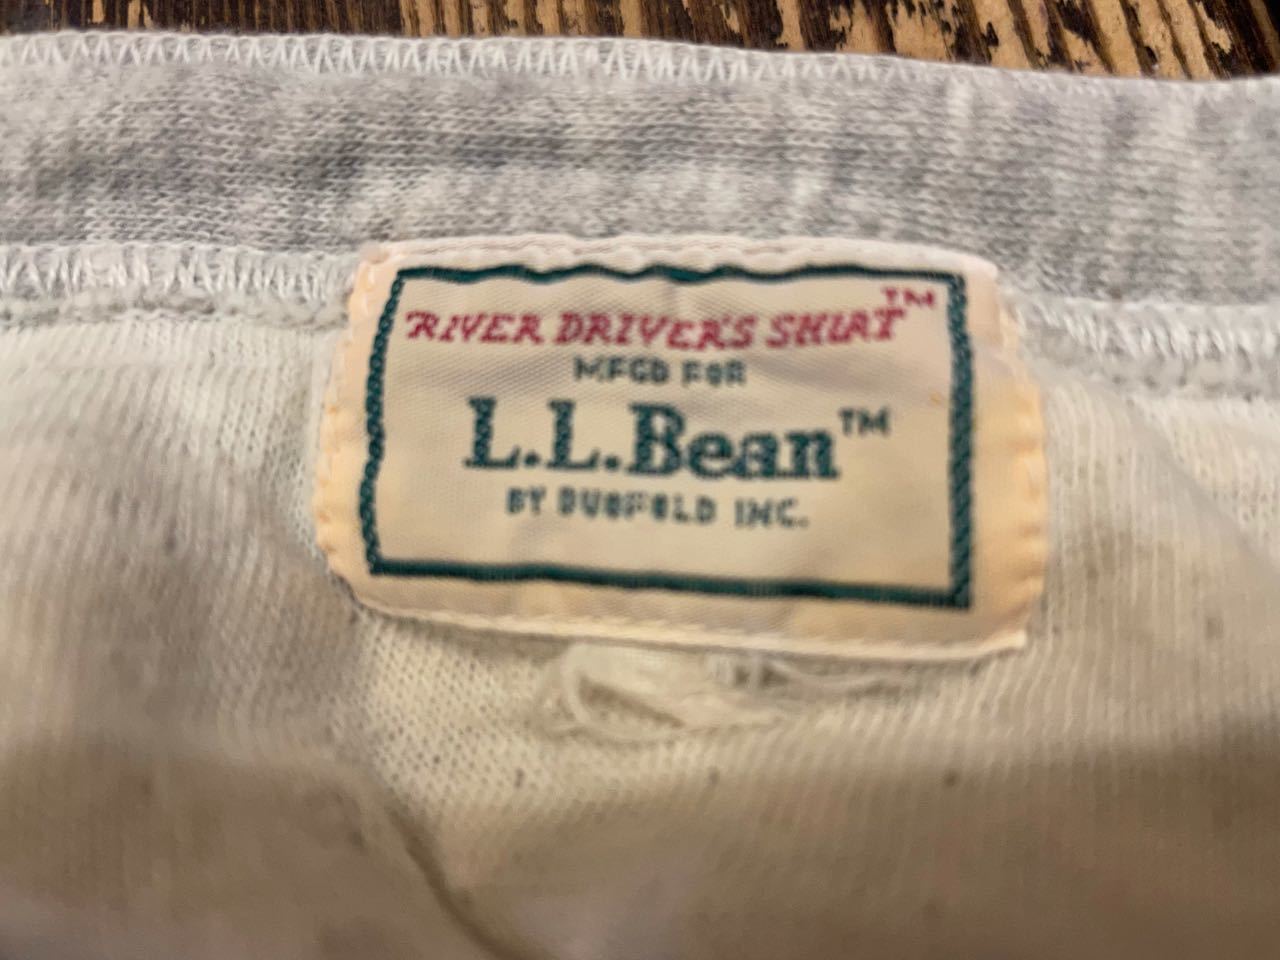 RIVER DRIVER'S SHIRT™
MFGD FOR
L.L.Bean™
BY DUOFOLD INC.